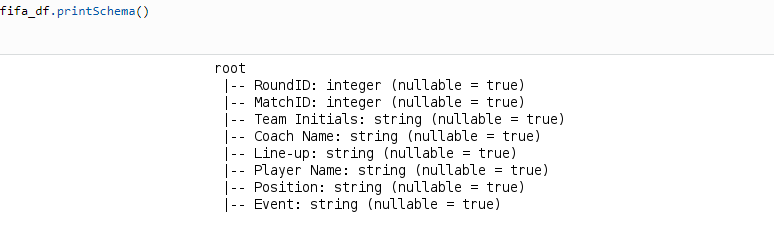 fifa_df.printSchema()
root
|-- RoundID: integer (nullable = true)
|-- MatchID: integer (nullable = true)
|-- Team Initials: string (nullable = true)
|-- Coach Name: string (nullable = true)
|-- Line-up: string (nullable = true)
|-- Player Name: string (nullable = true)
|-- Position: string (nullable = true)
|-- Event: string (nullable = true)